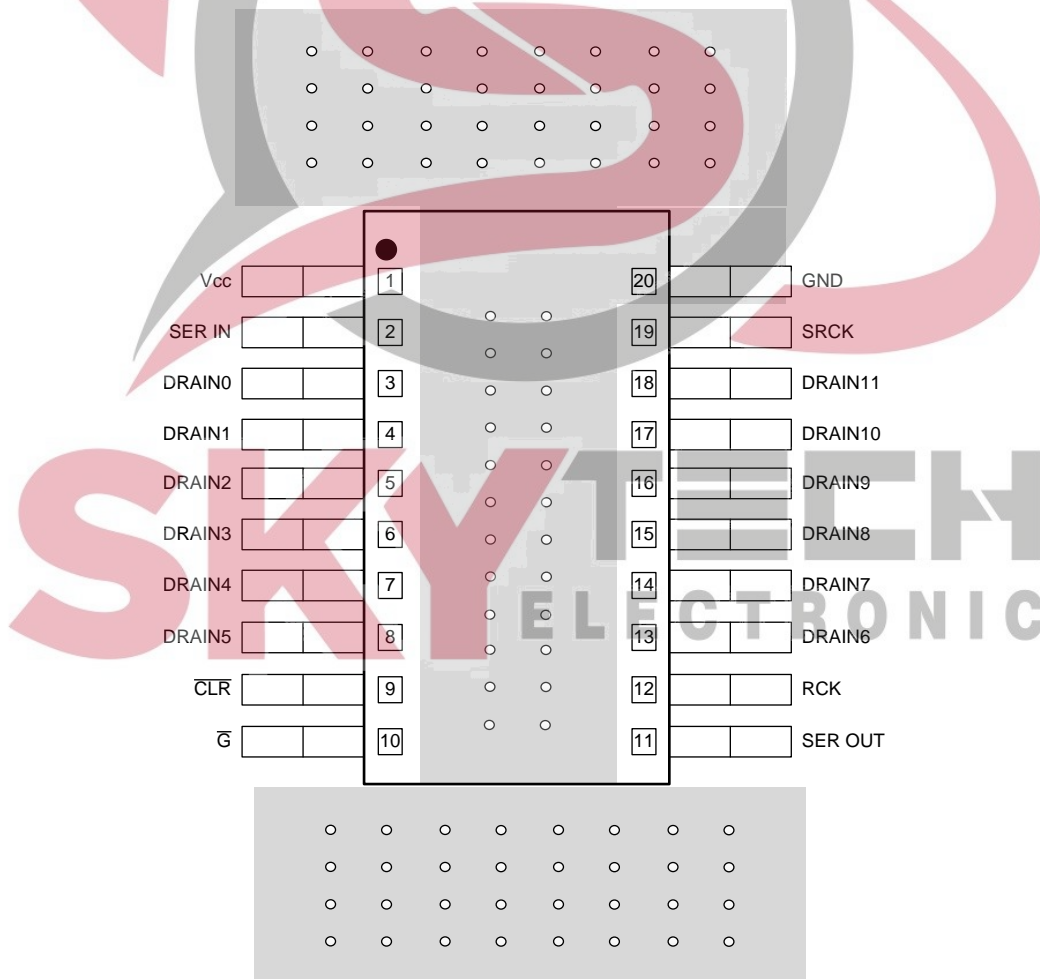 Vcc 1 20 GND
SER IN 2 19 SRCK
DRAIN0 3 18 DRAIN11
DRAIN1 4 17 DRAIN10
DRAIN2 5 16 DRAIN9
DRAIN3 6 15 DRAIN8
DRAIN4 7 14 DRAIN7
DRAIN5 8 13 DRAIN6
C̅L̅R̅ 9 12 RCK
G̅ 10 11 SER OUT
SKYTECH
ELECTRONIC